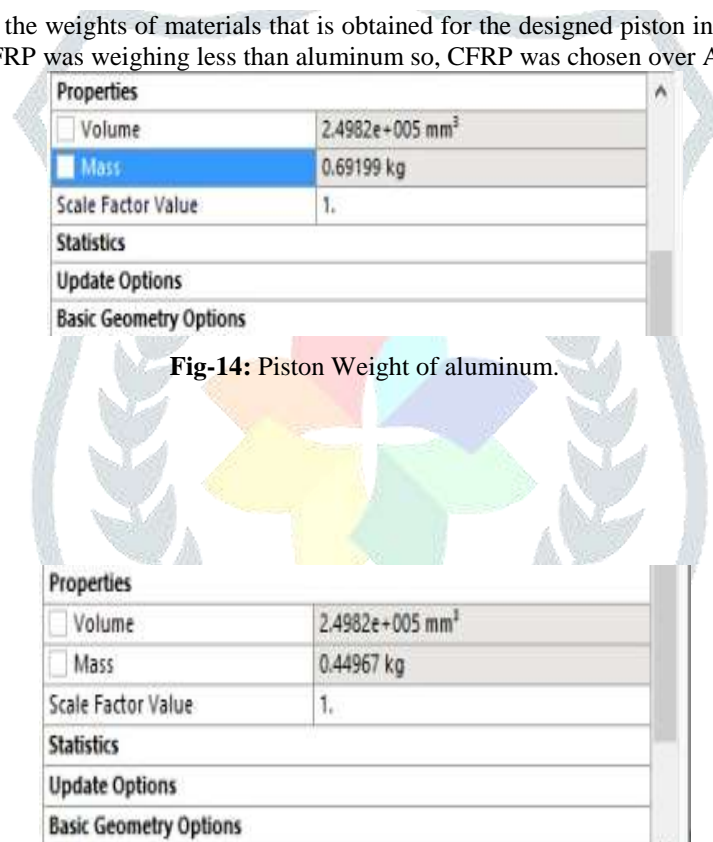 the weights of materials that is obtained for the designed piston in
FRP was weighing less than aluminum so, CFRP was chosen over A
Properties
Volume 2.4982e+005 mm³
Mass 0.69199 kg
Scale Factor Value 1.
Statistics
Update Options
Basic Geometry Options
Fig-14: Piston Weight of aluminum.
Properties
Volume 2.4982e+005 mm³
Mass 0.44967 kg
Scale Factor Value 1.
Statistics
Update Options
Basic Geometry Options